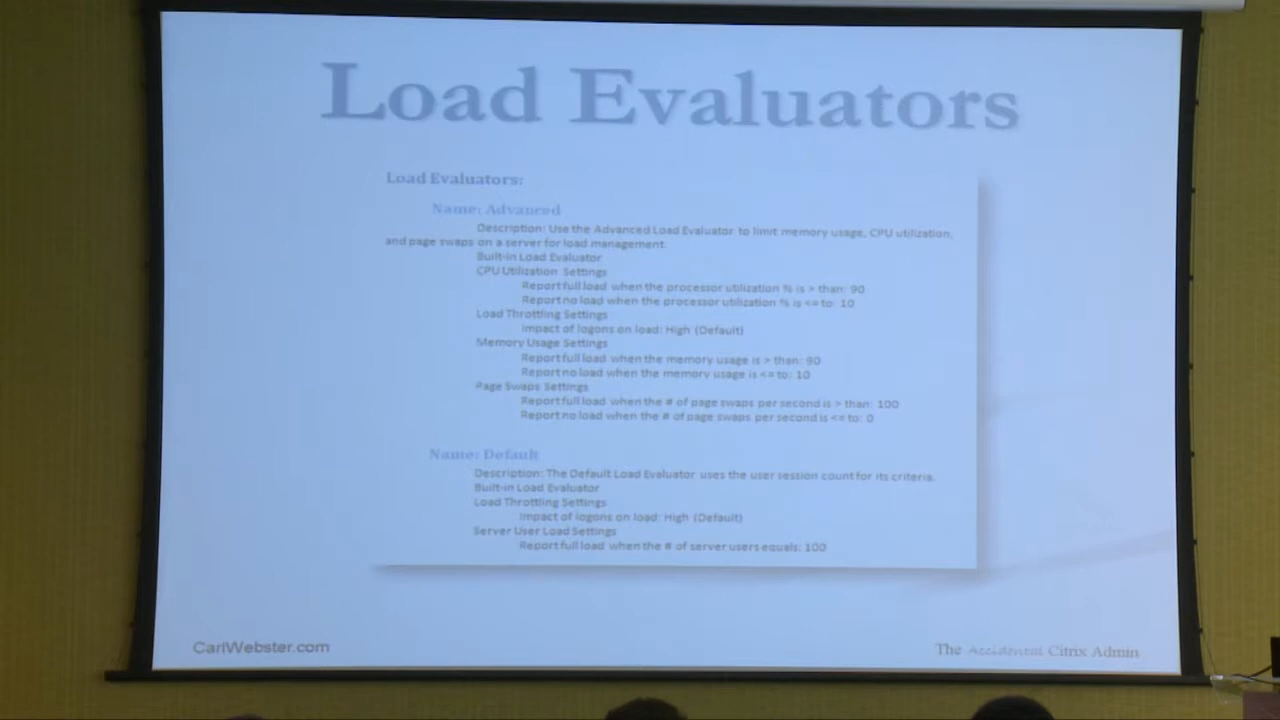 Load Evaluators
Load Evaluators:
Name: Advanced
Description: Use the Advanced Load Evaluator to limit memory usage, CPU utilization,
and page swaps on a server for load management.
Built-in Load Evaluator
CPU Utilization Settings
Report full load when the processor utilization % is > than: 90
Report no load when the processor utilization % is <= to: 10
Load Throttling Settings
Impact of logons on load: High (Default)
Memory Usage Settings
Report full load when the memory usage is > than: 90
Report no load when the memory usage is <= to: 10
Page Swaps Settings
Report full load when the # of page swaps per second is > than: 100
Report no load when the # of page swaps per second is <= to: 0
Name: Default
Description: The Default Load Evaluator uses the user session count for its criteria.
Built-in Load Evaluator
Load Throttling Settings
Impact of logons on load: High (Default)
Server User Load Settings
Report full load when the # of server users equals: 100
CarlWebster.com
The Accidental Citrix Admin